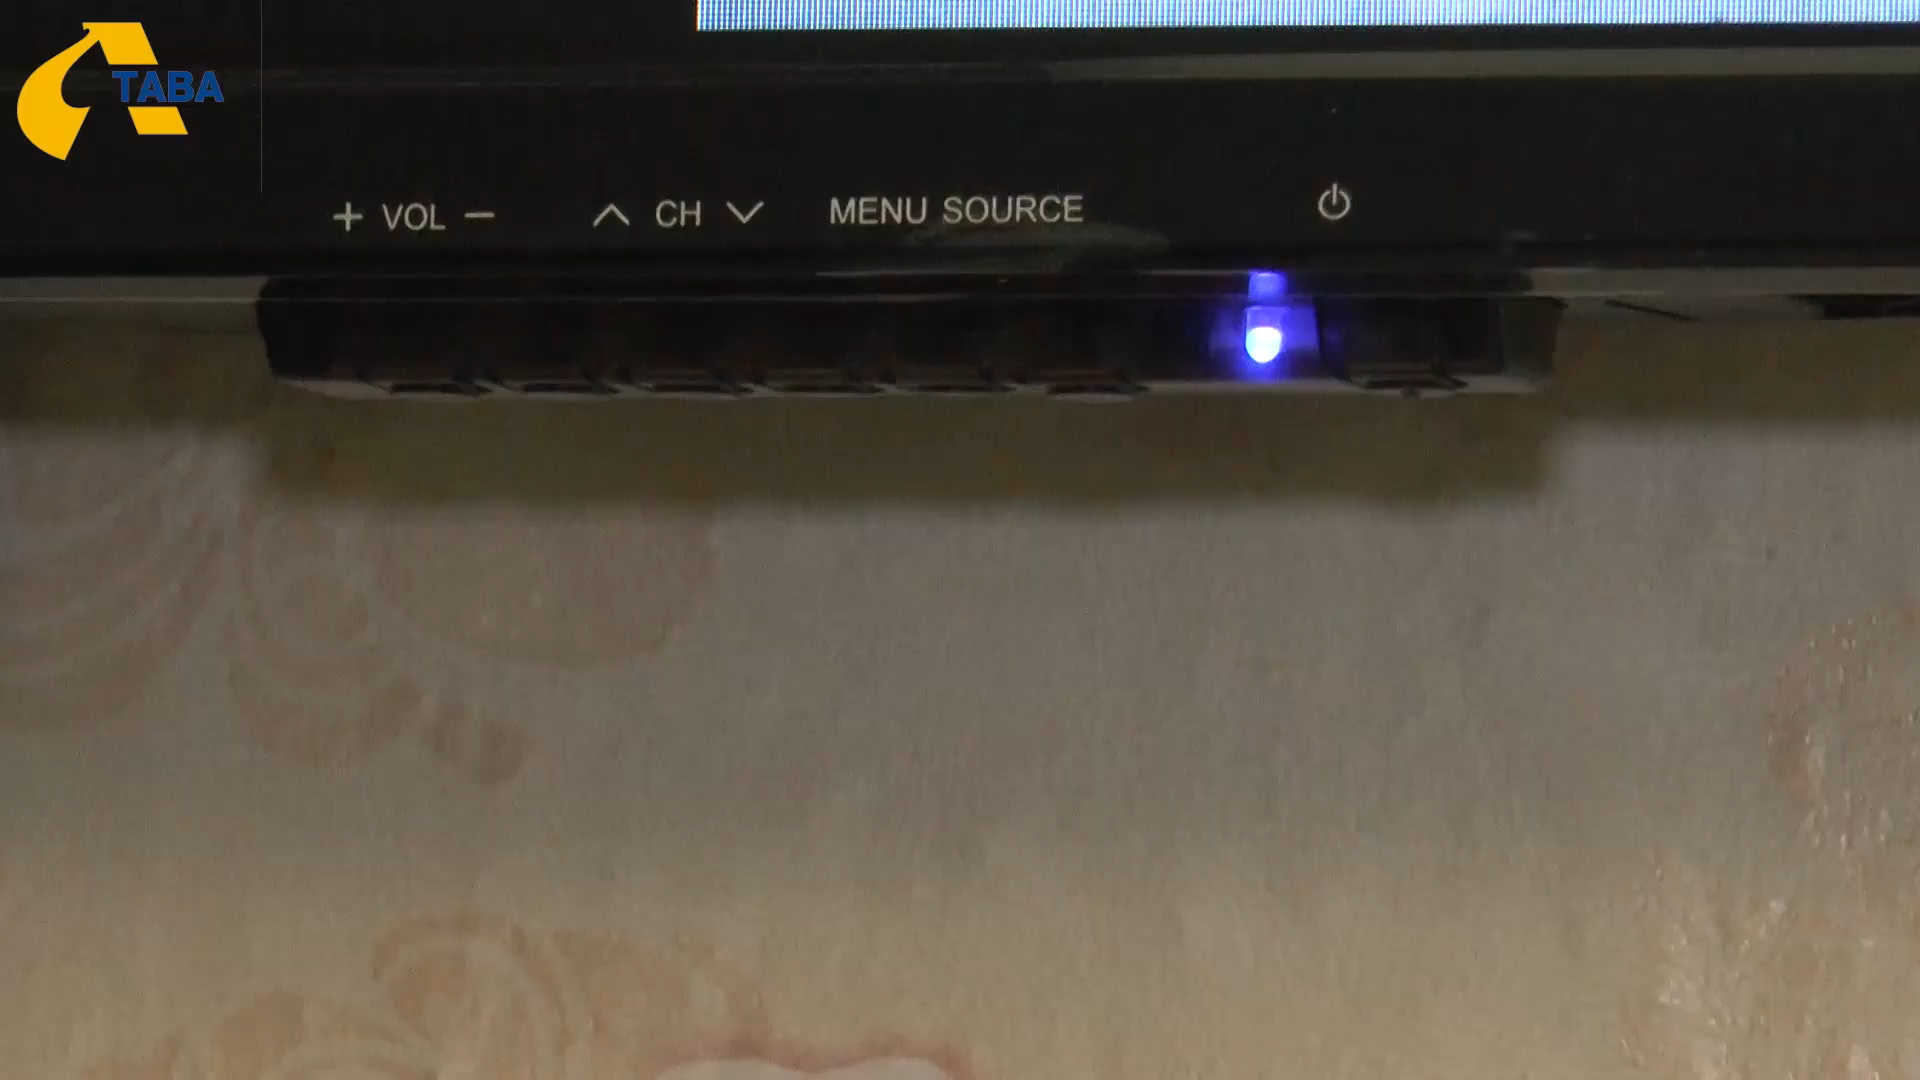 TABA
+ VOL − ∧ CH ∨ MENU SOURCE